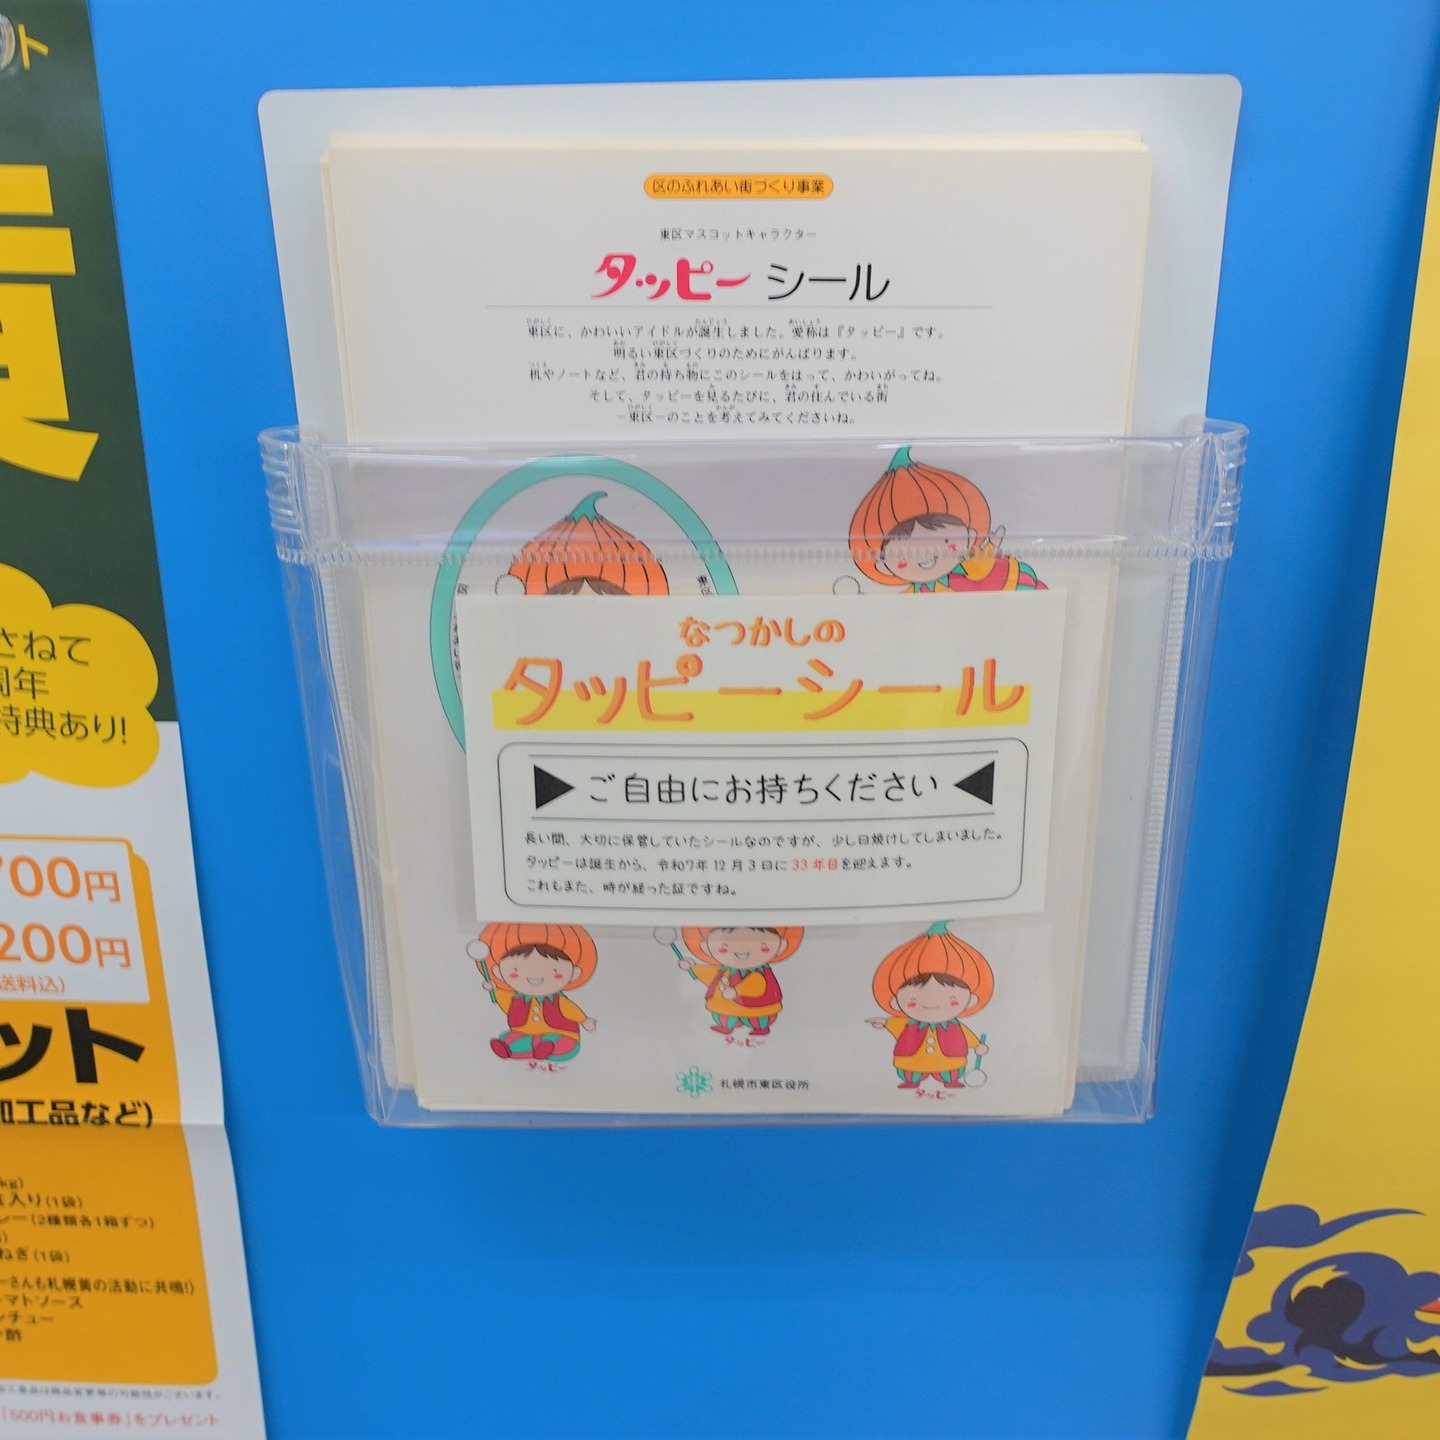 区のふれあい街づくり事業
東区マスコットキャラクター
タッピー シール
東区に、かわいいアイドルが誕生しました。愛称は『タッピー』です。
明るい東区づくりのためにがんばります。
机やノートなど、君の持ち物にこのシールをはって、かわいがってね。
そして、タッピーを見るたびに、君の住んでいる街
－東区－のことを考えてみてくださいね。
なつかしの
タッピーシール
ご自由にお持ちください
長い間、大切に保管していたシールなのですが、少し日焼けしてしまいました。
タッピーは誕生から、令和7年12月3日に33年目を迎えます。
これもまた、時が経った証ですね。
タッピー
タッピー
タッピー
札幌市東区役所
ト
さねて
周年
特典あり!
700円
200円
送料込)
ット
加工品など)
kg)
入り(1袋)
レー(2種類各1箱ずつ)
ねぎ(1袋)
ーさんも札幌黄の活動に共鳴!)
マトソース
ンチュー
酢
「500円お食事券」をプレゼント